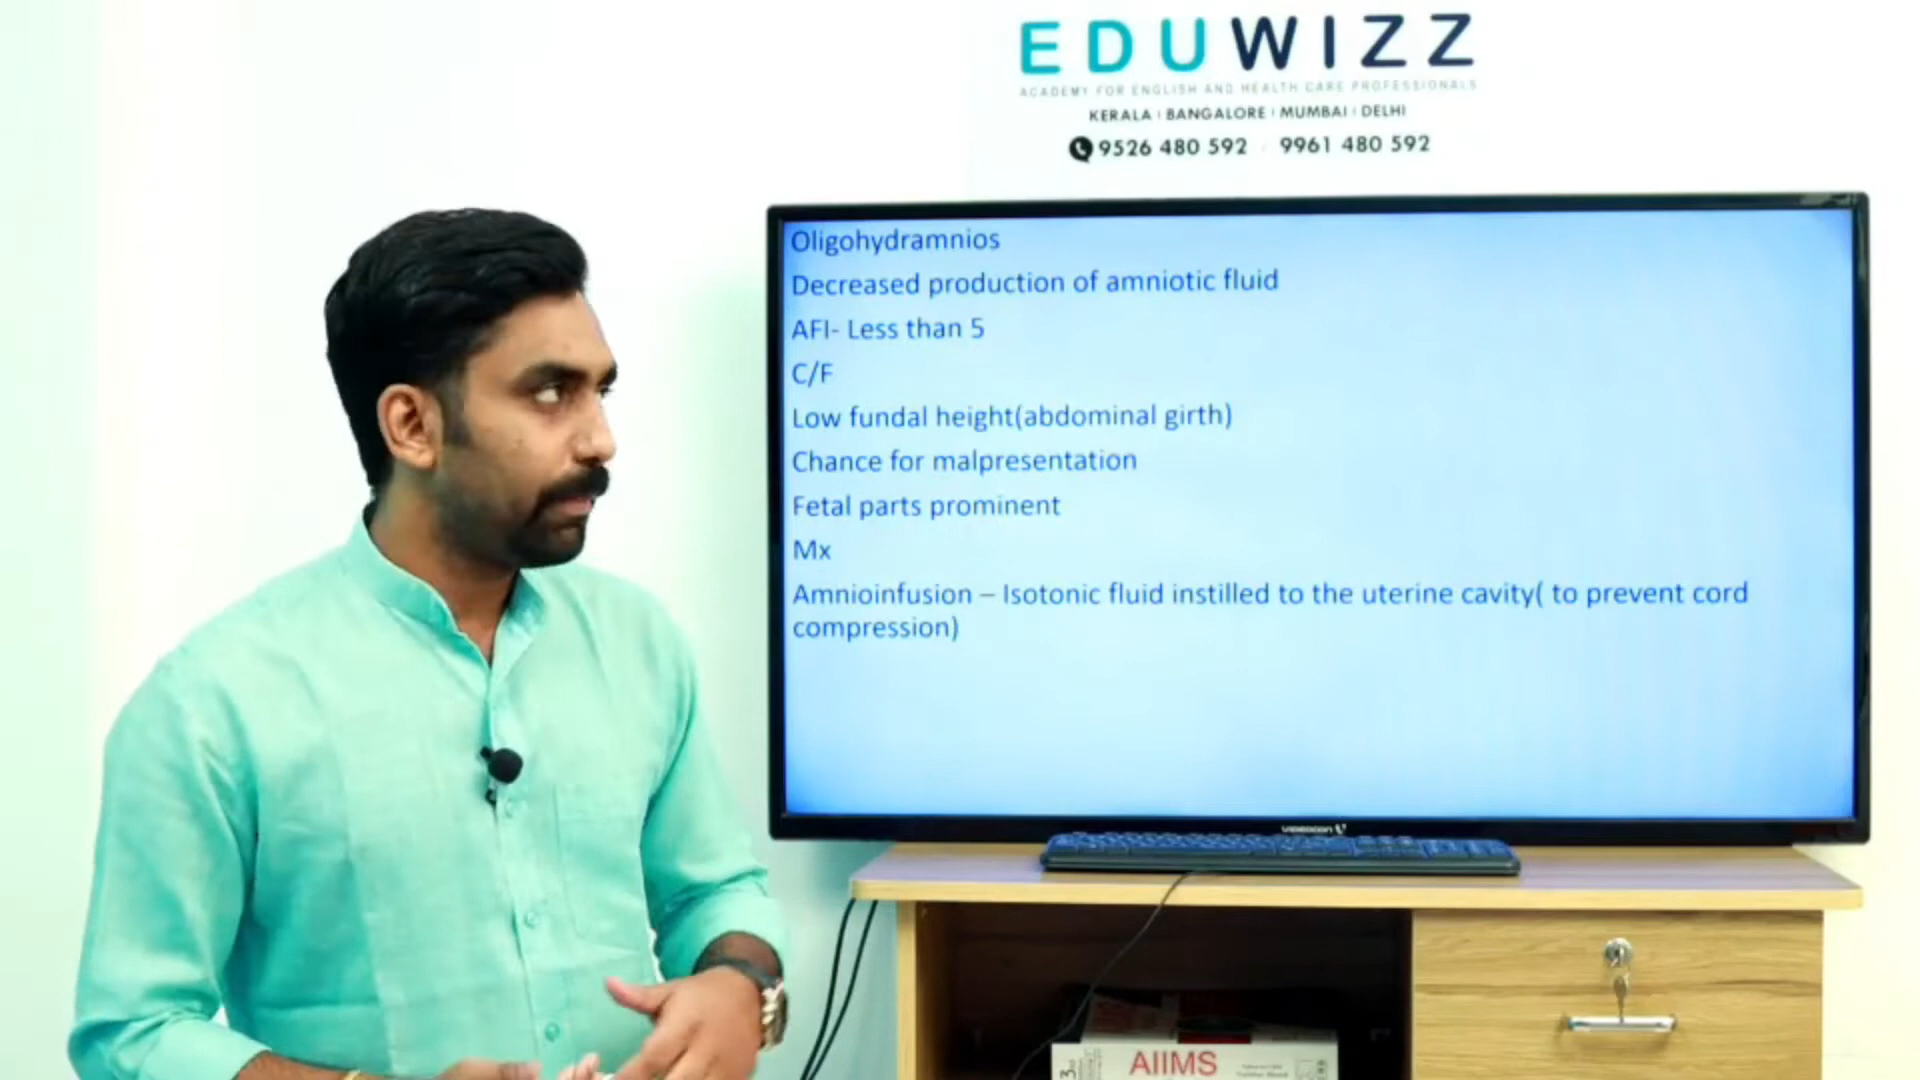 EDUWIZZ
ACADEMY FOR ENGLISH AND HEALTH CARE PROFESSIONALS
KERALA | BANGALORE | MUMBAI | DELHI
9526 480 592 9961 480 592
Oligohydramnios
Decreased production of amniotic fluid
AFI- Less than 5
C/F
Low fundal height(abdominal girth)
Chance for malpresentation
Fetal parts prominent
Mx
Amnioinfusion – Isotonic fluid instilled to the uterine cavity( to prevent cord
compression)
VIDEOCON
AIIMS